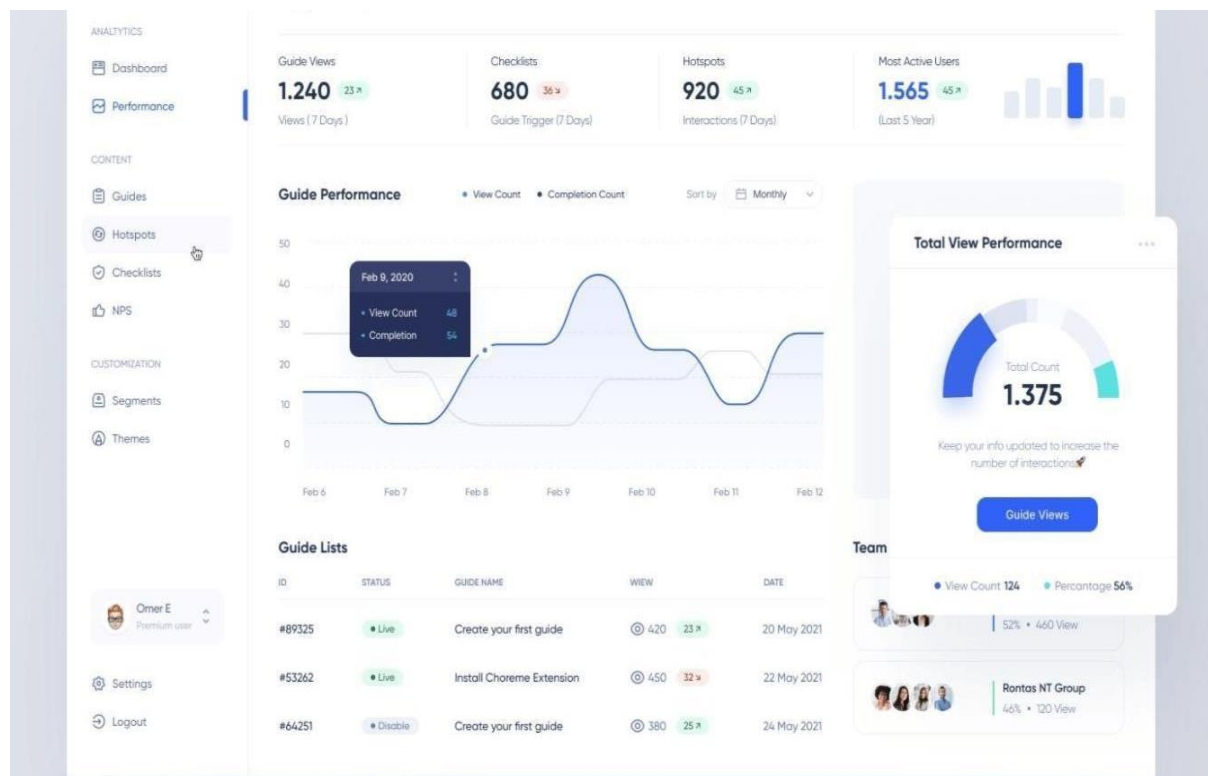 ANALTYTICS
Dashboard
Performance
CONTENT
Guides
Hotspots
Checklists
NPS
CUSTOMIZATION
Segments
Themes
Omer E
Premium user
Settings
Logout
Guide Views
1.240 23
Views (7 Days)
Checklists
680 36
Guide Trigger (7 Days)
Hotspots
920 45
Interactions (7 Days)
Most Active Users
1.565 45
(Last 5 Year)
Guide Performance
View Count Completion Count
Sort by Monthly
50
40
30
20
10
0
Feb 9, 2020
View Count 48
Completion 54
Feb 6 Feb 7 Feb 8 Feb 9 Feb 10 Feb 11 Feb 12
Total View Performance
Total Count
1.375
Keep your info updated to increase the
number of interactions🚀
Guide Views
View Count 124 Percantage 56%
Guide Lists
ID STATUS GUIDE NAME WIEW DATE
#89325 Live Create your first guide 420 23 20 May 2021
#53262 Live Install Choreme Extension 450 32 22 May 2021
#64251 Disable Create your first guide 380 25 24 May 2021
Team
52% • 460 View
Rontas NT Group
46% • 120 View